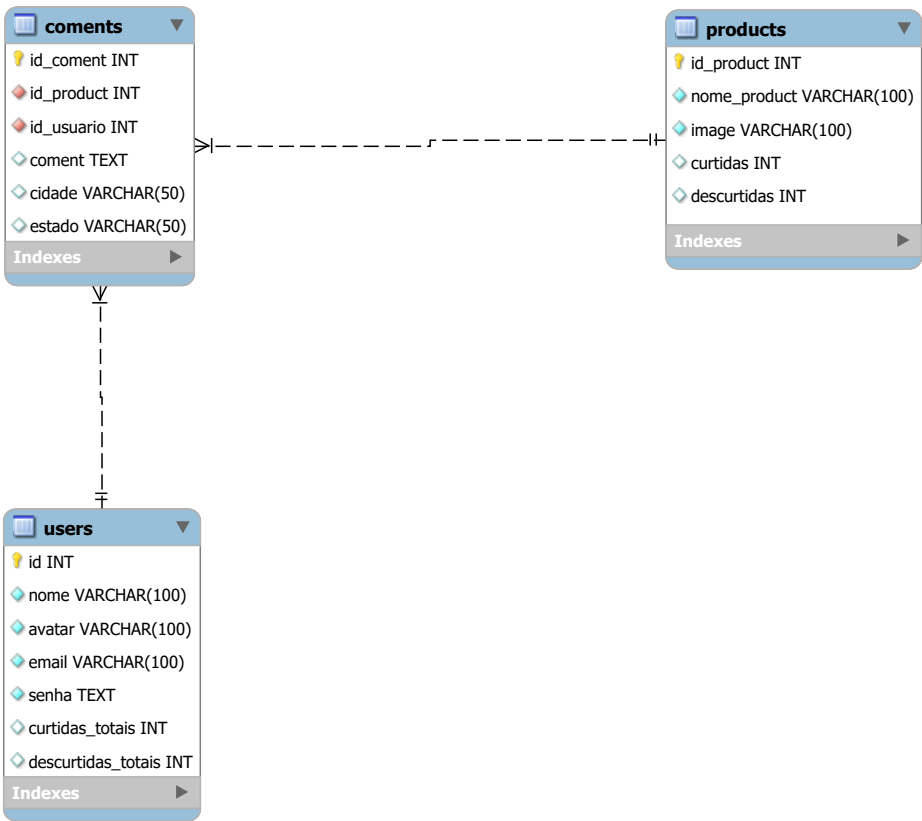 coments
id_coment INT
id_product INT
id_usuario INT
coment TEXT
cidade VARCHAR(50)
estado VARCHAR(50)
Indexes
products
id_product INT
nome_product VARCHAR(100)
image VARCHAR(100)
curtidas INT
descurtidas INT
Indexes
users
id INT
nome VARCHAR(100)
avatar VARCHAR(100)
email VARCHAR(100)
senha TEXT
curtidas_totais INT
descurtidas_totais INT
Indexes